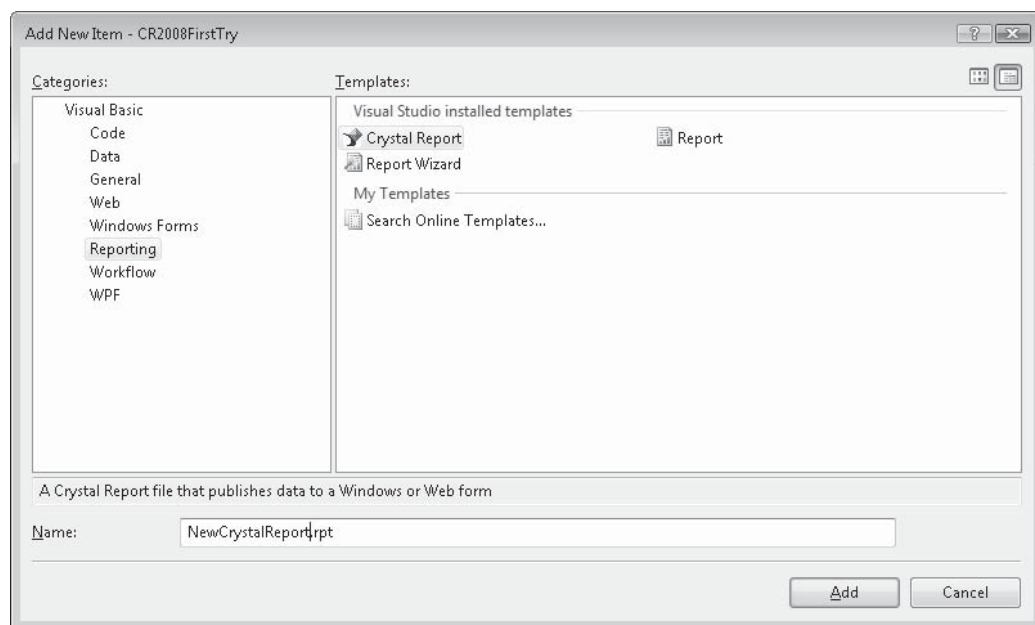 Add New Item - CR2008FirstTry
Categories:
Templates:
Visual Basic
Code
Data
General
Web
Windows Forms
Reporting
Workflow
WPF
Visual Studio installed templates
Crystal Report
Report
Report Wizard
My Templates
Search Online Templates...
A Crystal Report file that publishes data to a Windows or Web form
Name:
NewCrystalReport.rpt
Add
Cancel